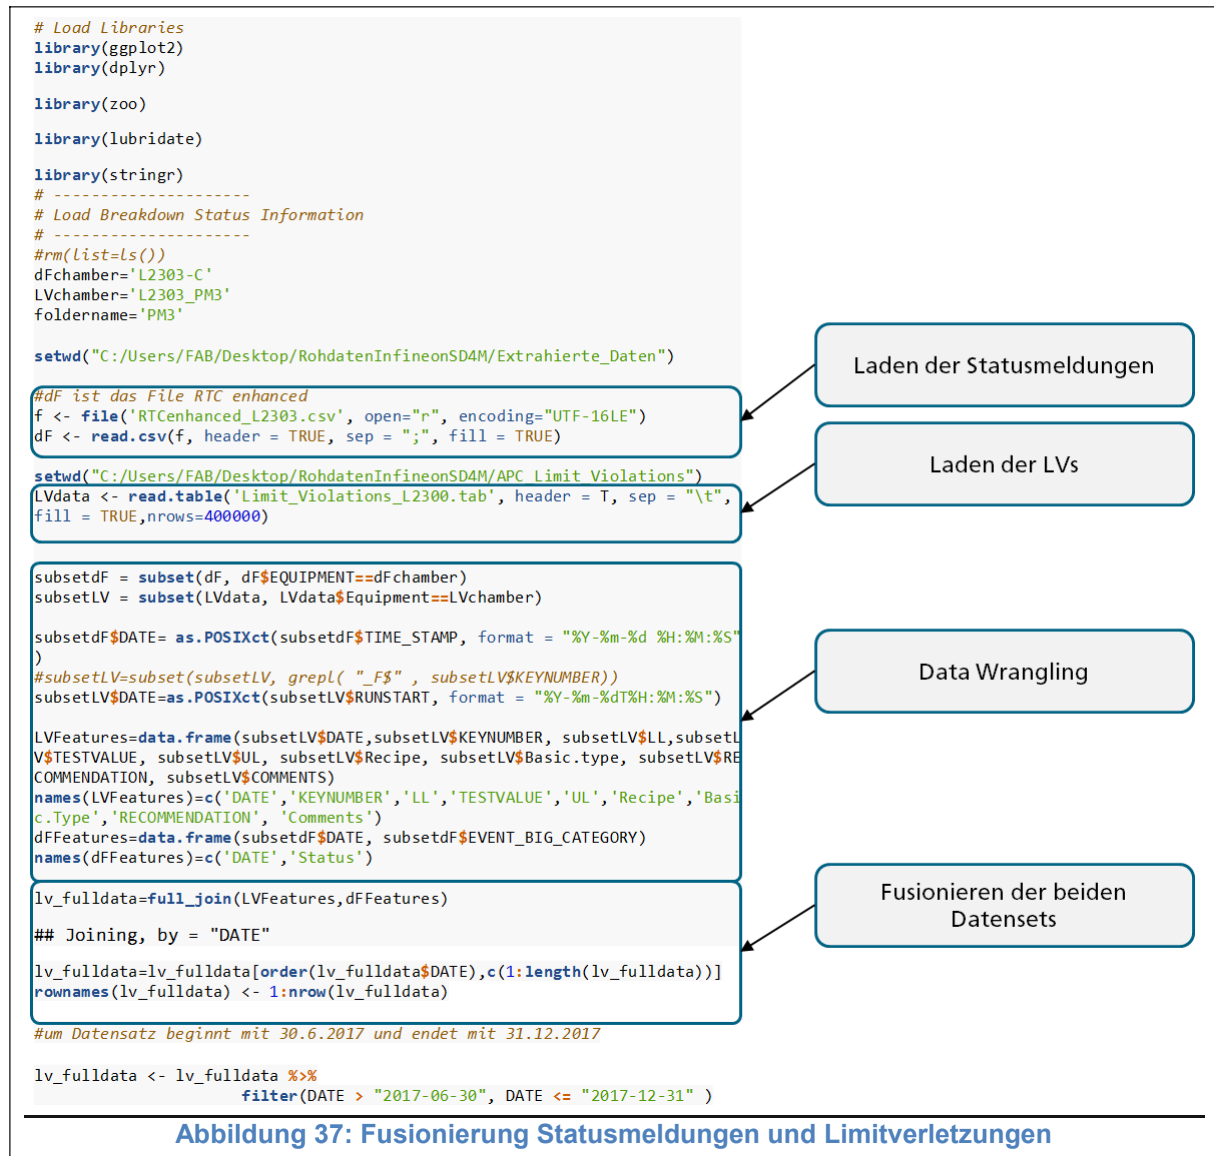 # Load Libraries
library(ggplot2)
library(dplyr)
library(zoo)
library(lubridate)
library(stringr)
# ---------------------
# Load Breakdown Status Information
# ---------------------
#rm(list=ls())
dFchamber='L2303-C'
LVchamber='L2303_PM3'
foldername='PM3'
setwd("C:/Users/FAB/Desktop/RohdatenInfineonSD4M/Extrahierte_Daten")
#dF ist das File RTC enhanced
f <- file('RTCenhanced_L2303.csv', open="r", encoding="UTF-16LE")
dF <- read.csv(f, header = TRUE, sep = ";", fill = TRUE)
Laden der Statusmeldungen
setwd("C:/Users/FAB/Desktop/RohdatenInfineonSD4M/APC_Limit_Violations")
LVdata <- read.table('Limit_Violations_L2300.tab', header = T, sep = "\t",
fill = TRUE,nrows=400000)
Laden der LVs
subsetdF = subset(dF, dF$EQUIPMENT==dFchamber)
subsetLV = subset(LVdata, LVdata$Equipment==LVchamber)
subsetdF$DATE= as.POSIXct(subsetdF$TIME_STAMP, format = "%Y-%m-%d %H:%M:%S"
)
#subsetLV=subset(subsetLV, grepl( "_F$" , subsetLV$KEYNUMBER))
subsetLV$DATE=as.POSIXct(subsetLV$RUNSTART, format = "%Y-%m-%dT%H:%M:%S")
LVFeatures=data.frame(subsetLV$DATE,subsetLV$KEYNUMBER, subsetLV$LL,subsetL
V$TESTVALUE, subsetLV$UL, subsetLV$Recipe, subsetLV$Basic.type, subsetLV$RE
COMMENDATION, subsetLV$COMMENTS)
names(LVFeatures)=c('DATE','KEYNUMBER','LL','TESTVALUE','UL','Recipe','Basi
c.Type','RECOMMENDATION', 'Comments')
dFFeatures=data.frame(subsetdF$DATE, subsetdF$EVENT_BIG_CATEGORY)
names(dFFeatures)=c('DATE','Status')
Data Wrangling
lv_fulldata=full_join(LVFeatures,dFFeatures)
## Joining, by = "DATE"
lv_fulldata=lv_fulldata[order(lv_fulldata$DATE),c(1:length(lv_fulldata))]
rownames(lv_fulldata) <- 1:nrow(lv_fulldata)
Fusionieren der beiden
Datensets
#um Datensatz beginnt mit 30.6.2017 und endet mit 31.12.2017
lv_fulldata <- lv_fulldata %>%
filter(DATE > "2017-06-30", DATE <= "2017-12-31" )
Abbildung 37: Fusionierung Statusmeldungen und Limitverletzungen